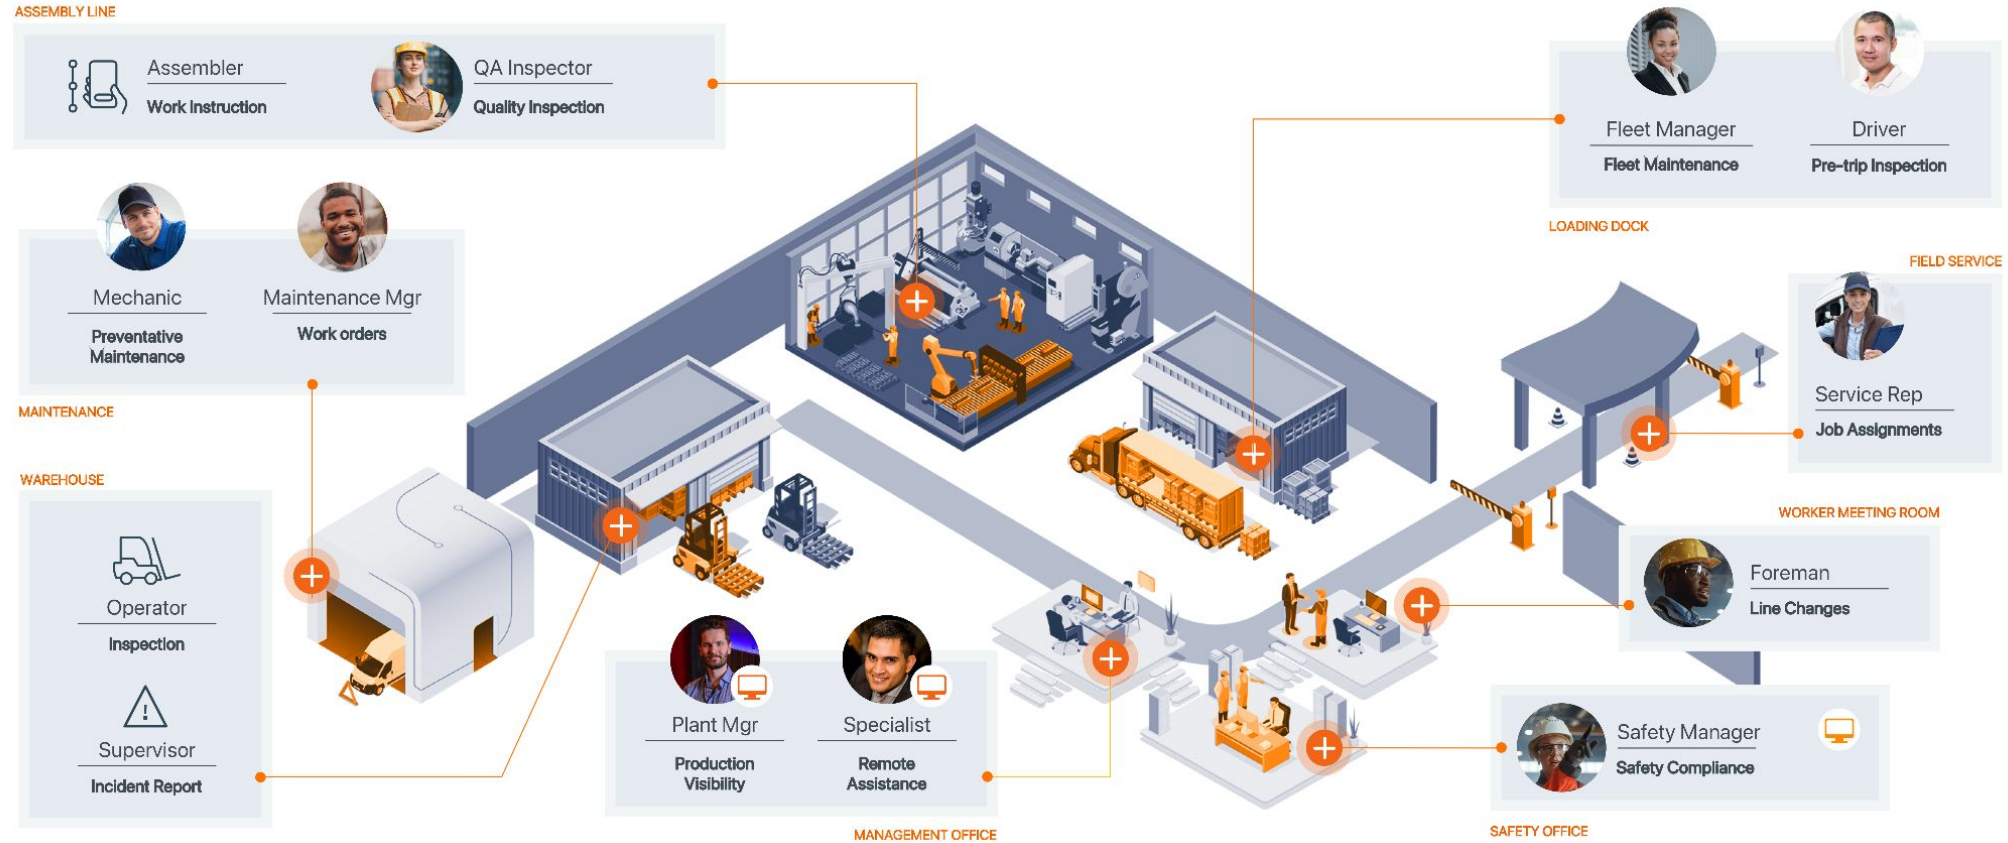 ASSEMBLY LINE
Assembler
Work Instruction
QA Inspector
Quality Inspection
Fleet Manager
Fleet Maintenance
Driver
Pre-trip Inspection
LOADING DOCK
Mechanic
Preventative
Maintenance
Maintenance Mgr
Work orders
MAINTENANCE
FIELD SERVICE
Service Rep
Job Assignments
WAREHOUSE
Operator
Inspection
Supervisor
Incident Report
WORKER MEETING ROOM
Foreman
Line Changes
Plant Mgr
Production
Visibility
Specialist
Remote
Assistance
MANAGEMENT OFFICE
Safety Manager
Safety Compliance
SAFETY OFFICE